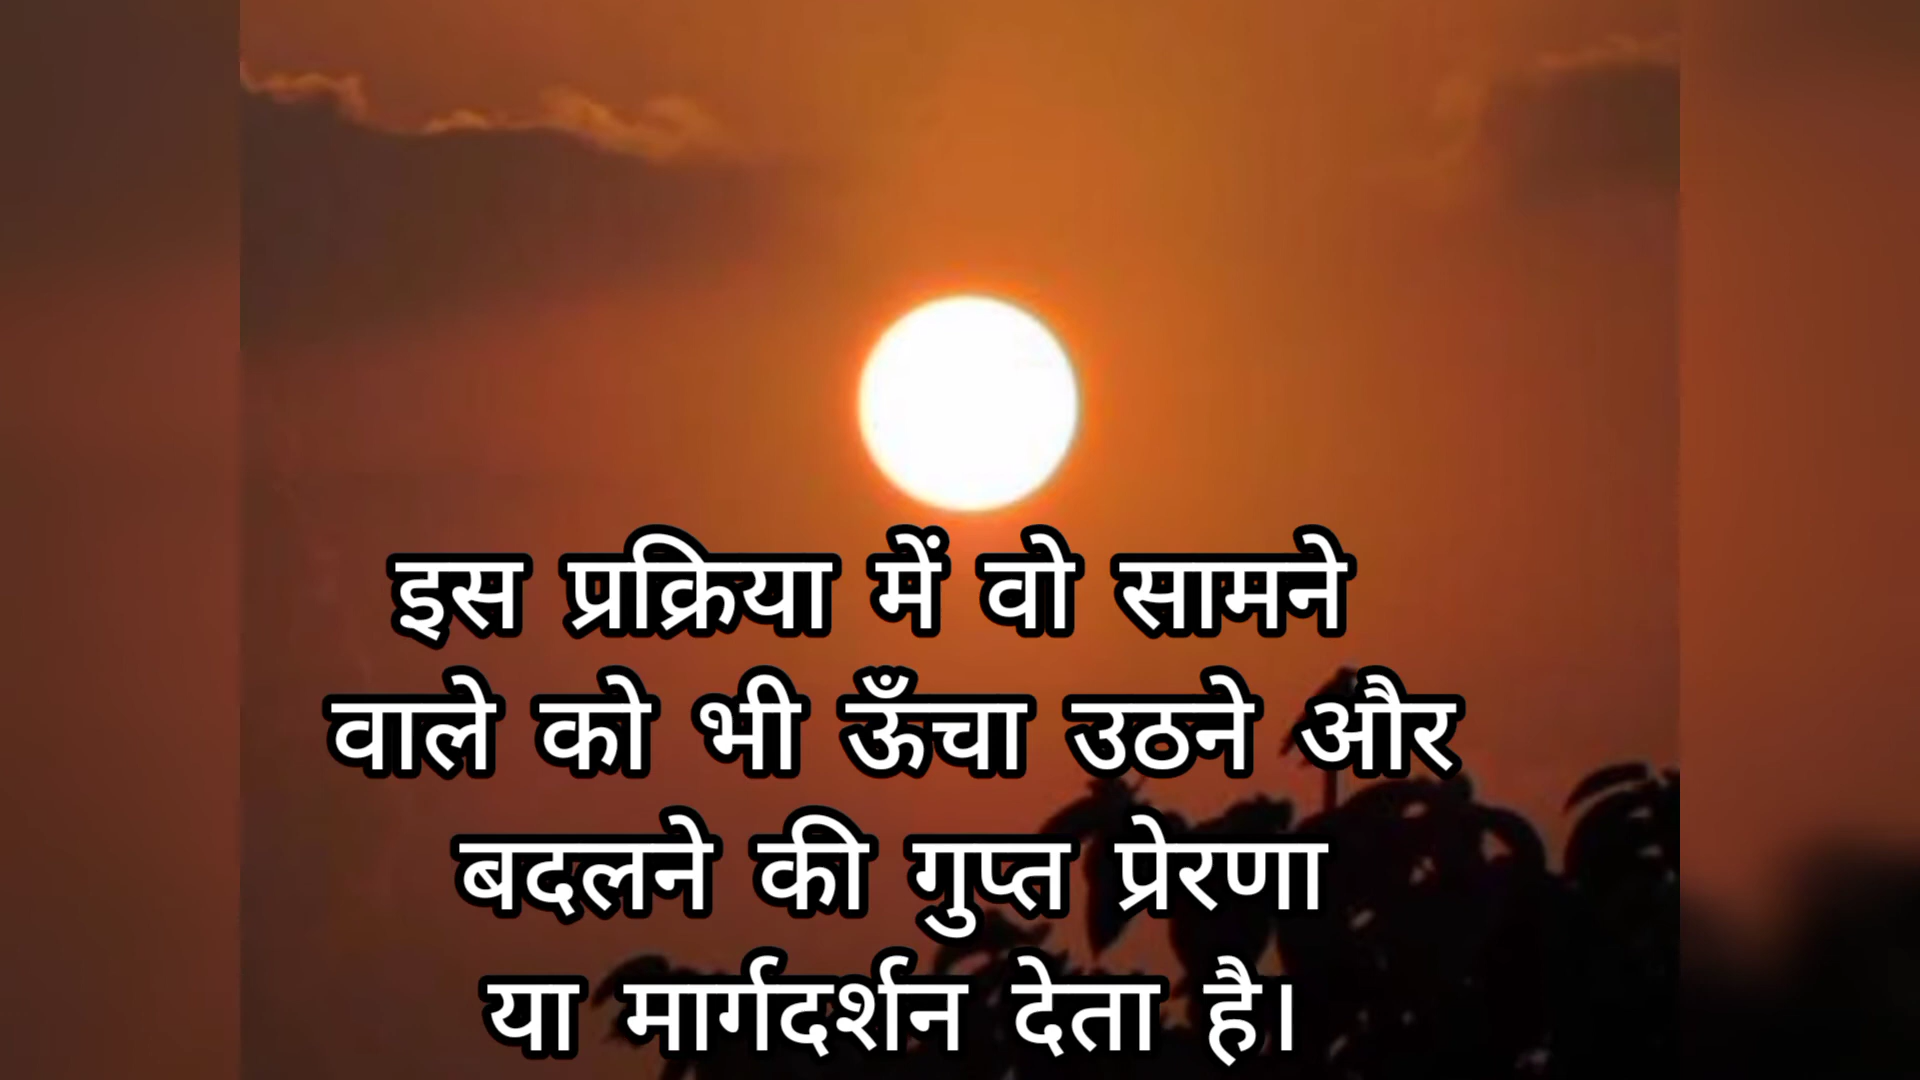 इस प्रक्रिया में वो सामने
वाले को भी ऊँचा उठने और
बदलने की गुप्त प्रेरणा
या मार्गदर्शन देता है।